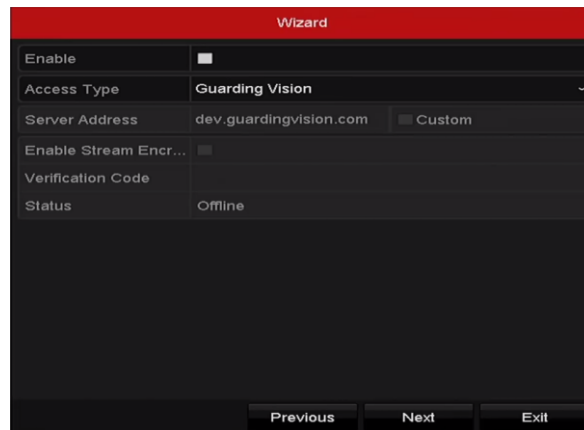 Wizard
Enable
Access Type Guarding Vision
Server Address dev.guardingvision.com Custom
Enable Stream Encr...
Verification Code
Status Offline
Previous Next Exit